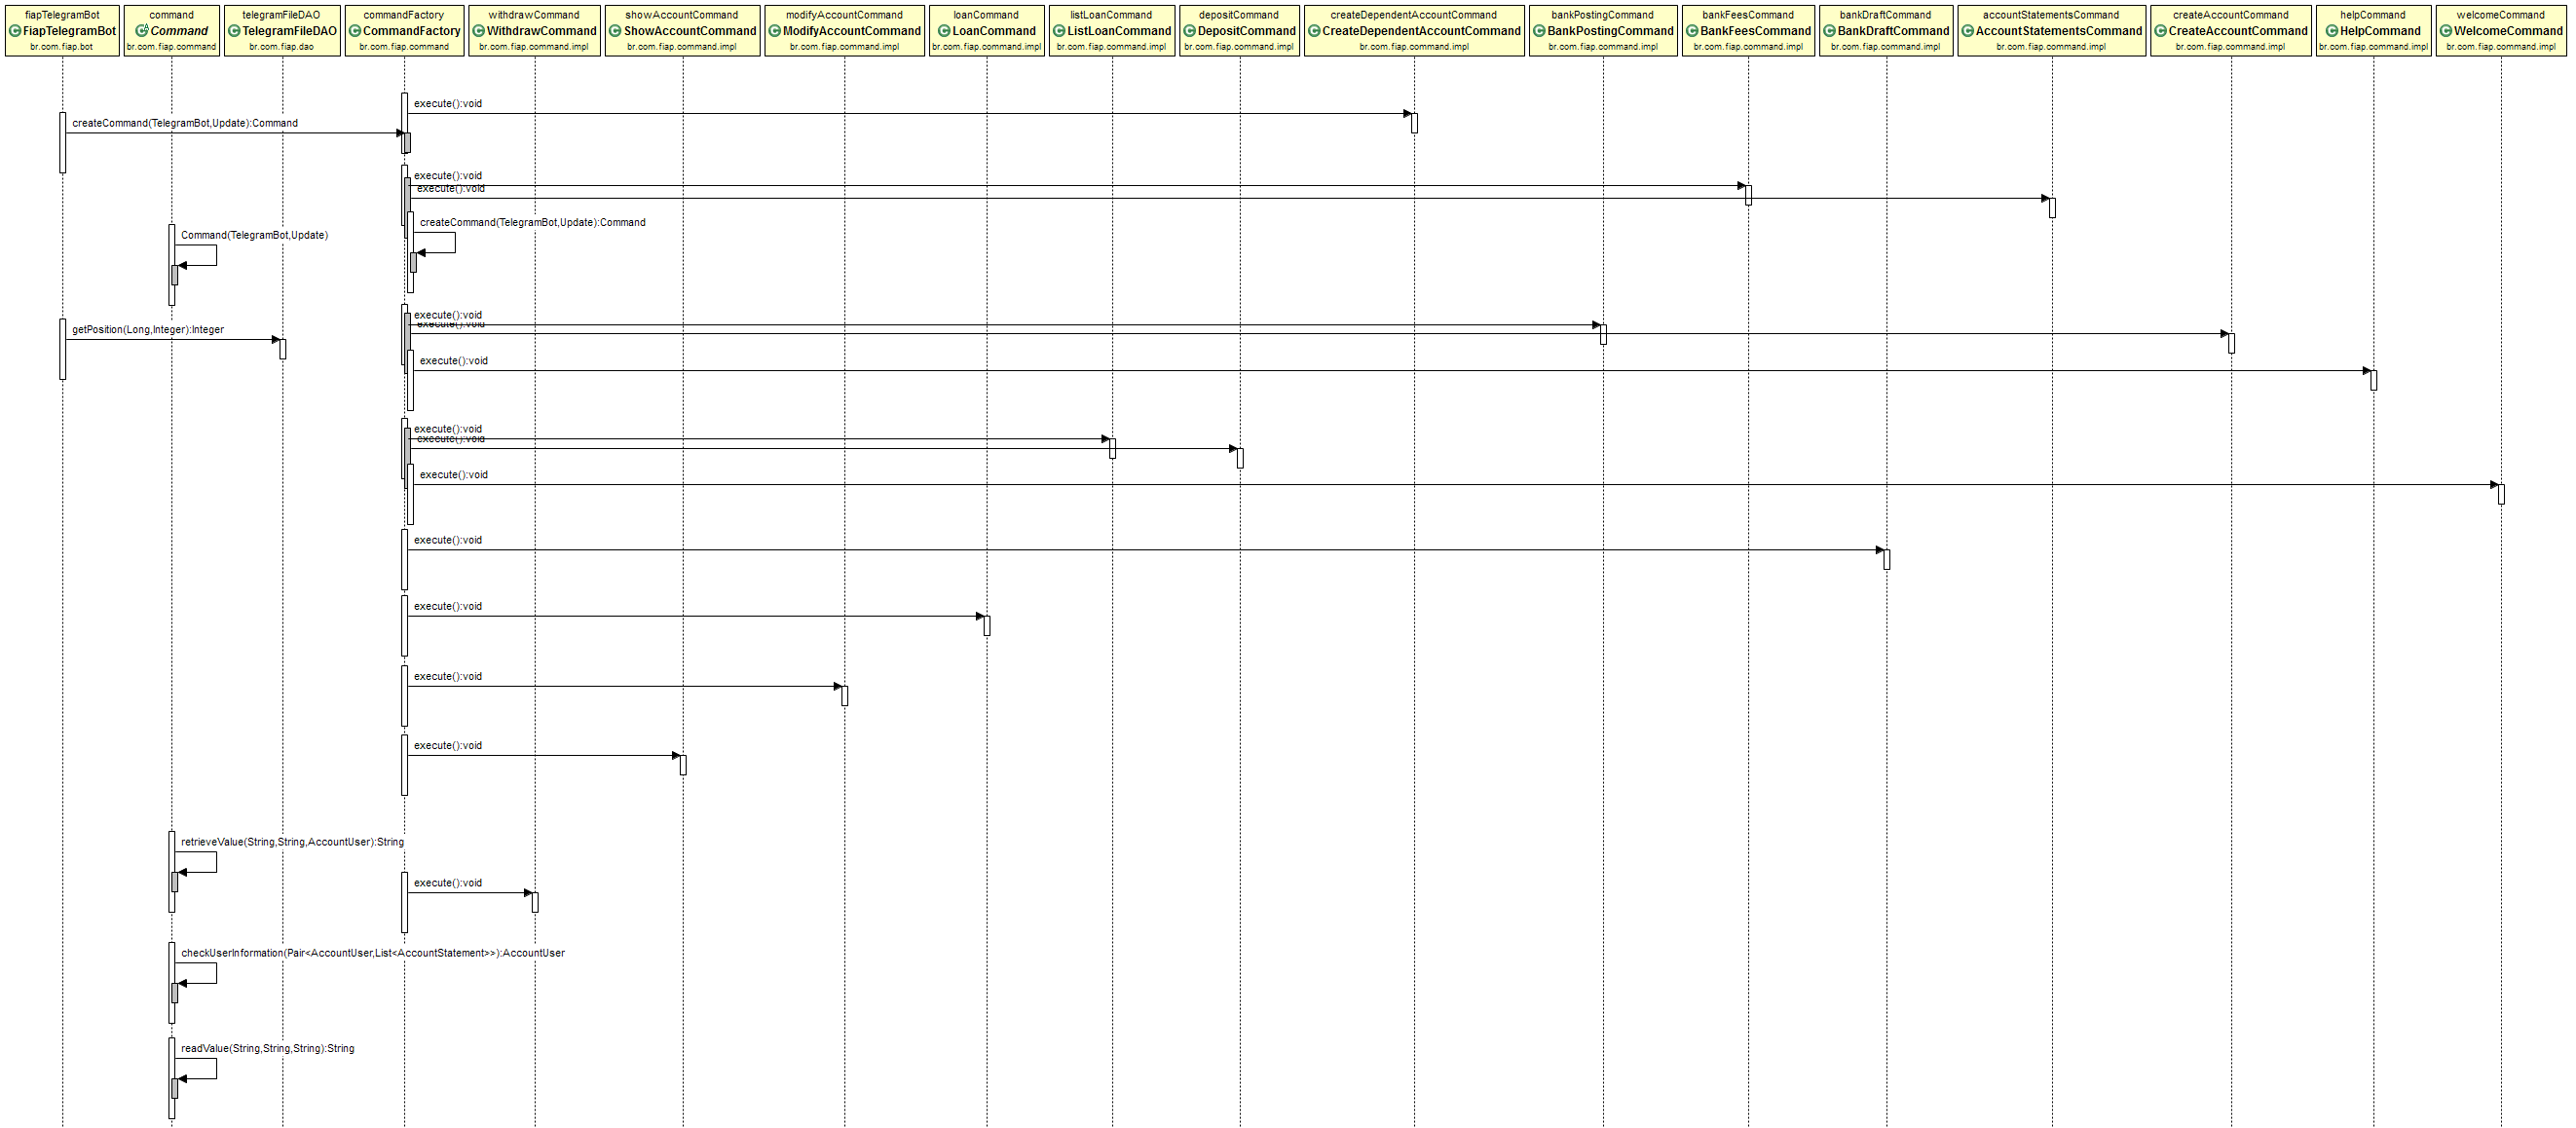 fiapTelegramBot
FiapTelegramBot
br.com.fiap.bot
command
Command
br.com.fiap.command
telegramFileDAO
TelegramFileDAO
br.com.fiap.dao
commandFactory
CommandFactory
br.com.fiap.command
withdrawCommand
WithdrawCommand
br.com.fiap.command.impl
showAccountCommand
ShowAccountCommand
br.com.fiap.command.impl
modifyAccountCommand
ModifyAccountCommand
br.com.fiap.command.impl
loanCommand
LoanCommand
br.com.fiap.command.impl
listLoanCommand
ListLoanCommand
br.com.fiap.command.impl
depositCommand
DepositCommand
br.com.fiap.command.impl
createDependentAccountCommand
CreateDependentAccountCommand
br.com.fiap.command.impl
bankPostingCommand
BankPostingCommand
br.com.fiap.command.impl
bankFeesCommand
BankFeesCommand
br.com.fiap.command.impl
bankDraftCommand
BankDraftCommand
br.com.fiap.command.impl
accountStatementsCommand
AccountStatementsCommand
br.com.fiap.command.impl
createAccountCommand
CreateAccountCommand
br.com.fiap.command.impl
helpCommand
HelpCommand
br.com.fiap.command.impl
welcomeCommand
WelcomeCommand
br.com.fiap.command.impl
execute():void
createCommand(TelegramBot,Update):Command
execute():void
execute():void
createCommand(TelegramBot,Update):Command
Command(TelegramBot,Update)
execute():void
execute():void
getPosition(Long,Integer):Integer
execute():void
execute():void
execute():void
execute():void
execute():void
execute():void
execute():void
execute():void
retrieveValue(String,String,AccountUser):String
execute():void
checkUserInformation(Pair<AccountUser,List<AccountStatement>>):AccountUser
readValue(String,String,String):String